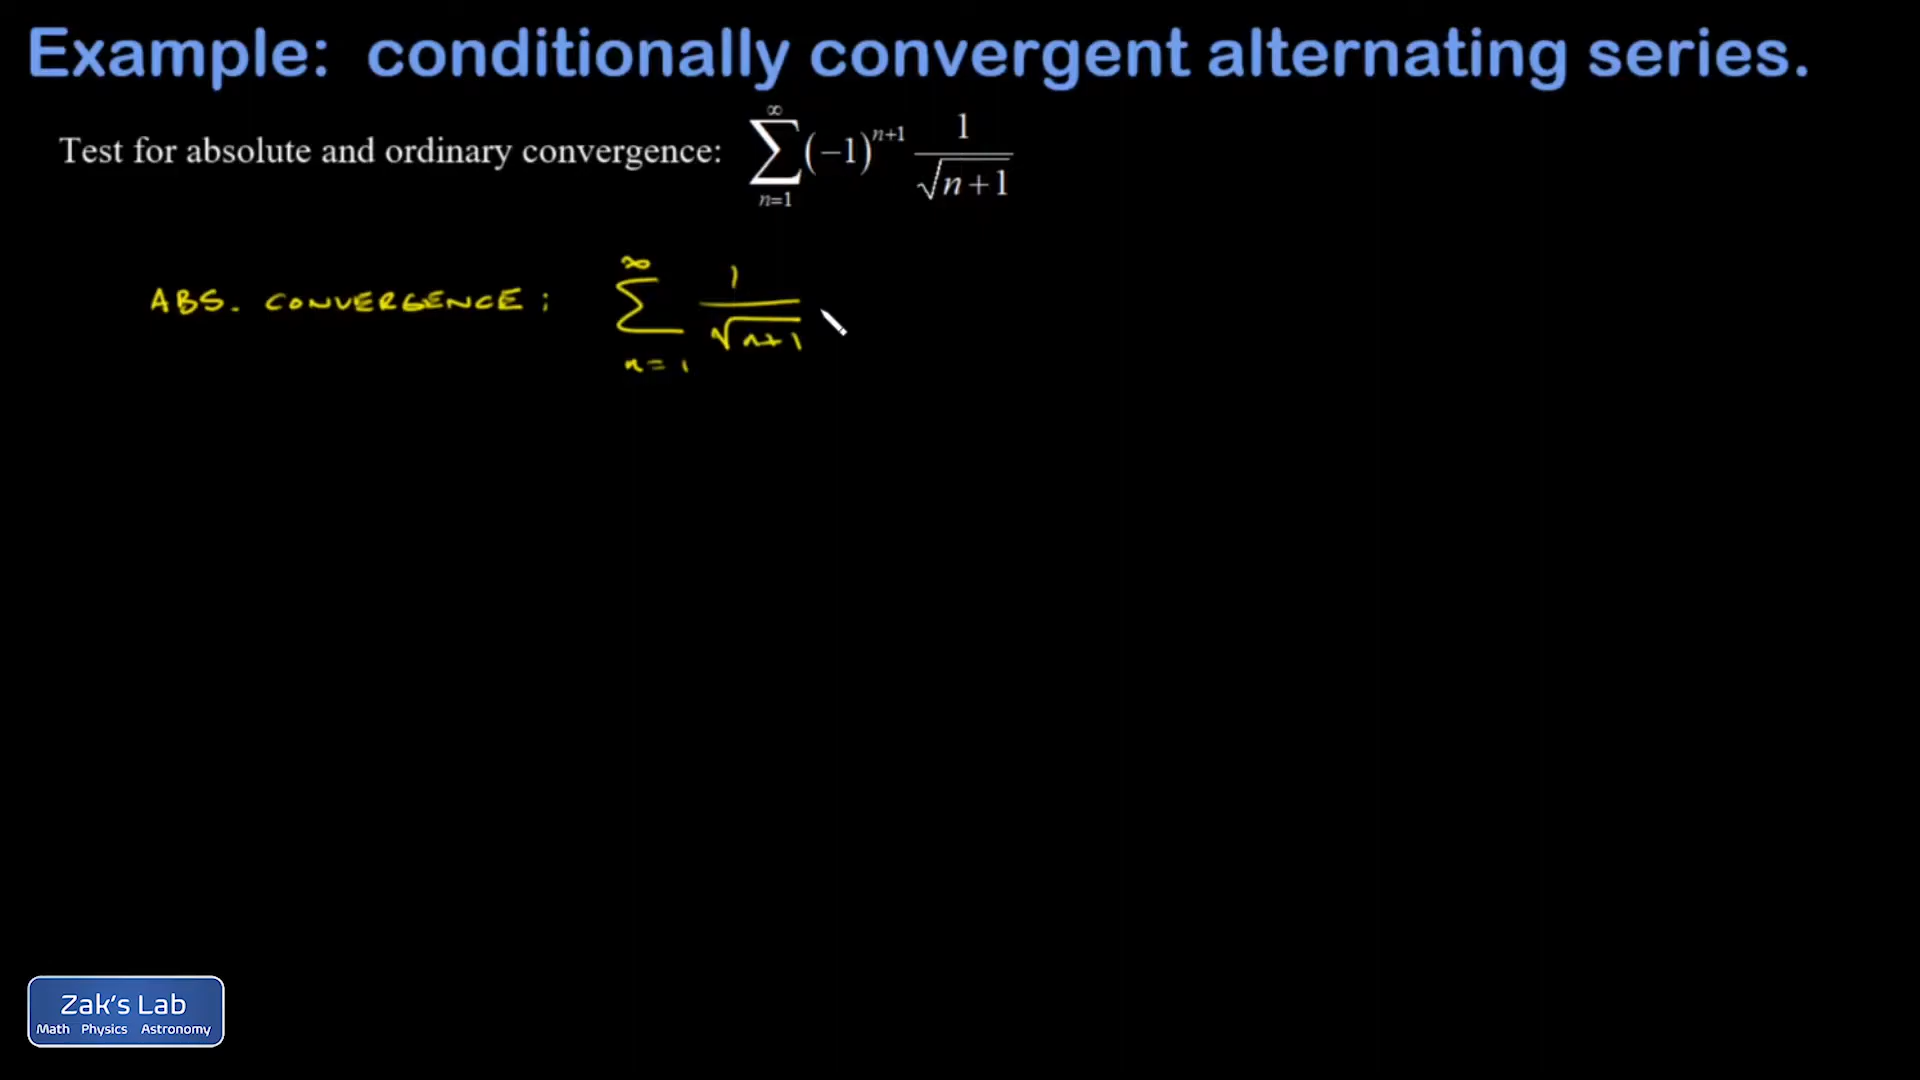 Example: conditionally convergent alternating series.
Test for absolute and ordinary convergence: ∑_{n=1}^{∞} (−1)^{n+1} 1/√(n+1)
ABS. CONVERGENCE: ∑_{n=1}^{∞} 1/√(n+1)
Zak's Lab
Math Physics Astronomy